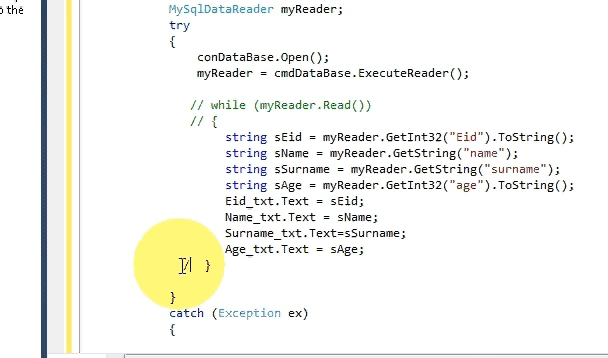 ô thê
MySqlDataReader myReader;
try
{
conDataBase.Open();
myReader = cmdDataBase.ExecuteReader();
// while (myReader.Read())
// {
string sEid = myReader.GetInt32("Eid").ToString();
string sName = myReader.GetString("name");
string sSurname = myReader.GetString("surname");
string sAge = myReader.GetInt32("age").ToString();
Eid_txt.Text = sEid;
Name_txt.Text = sName;
Surname_txt.Text=sSurname;
Age_txt.Text = sAge;
/ }
}
catch (Exception ex)
{